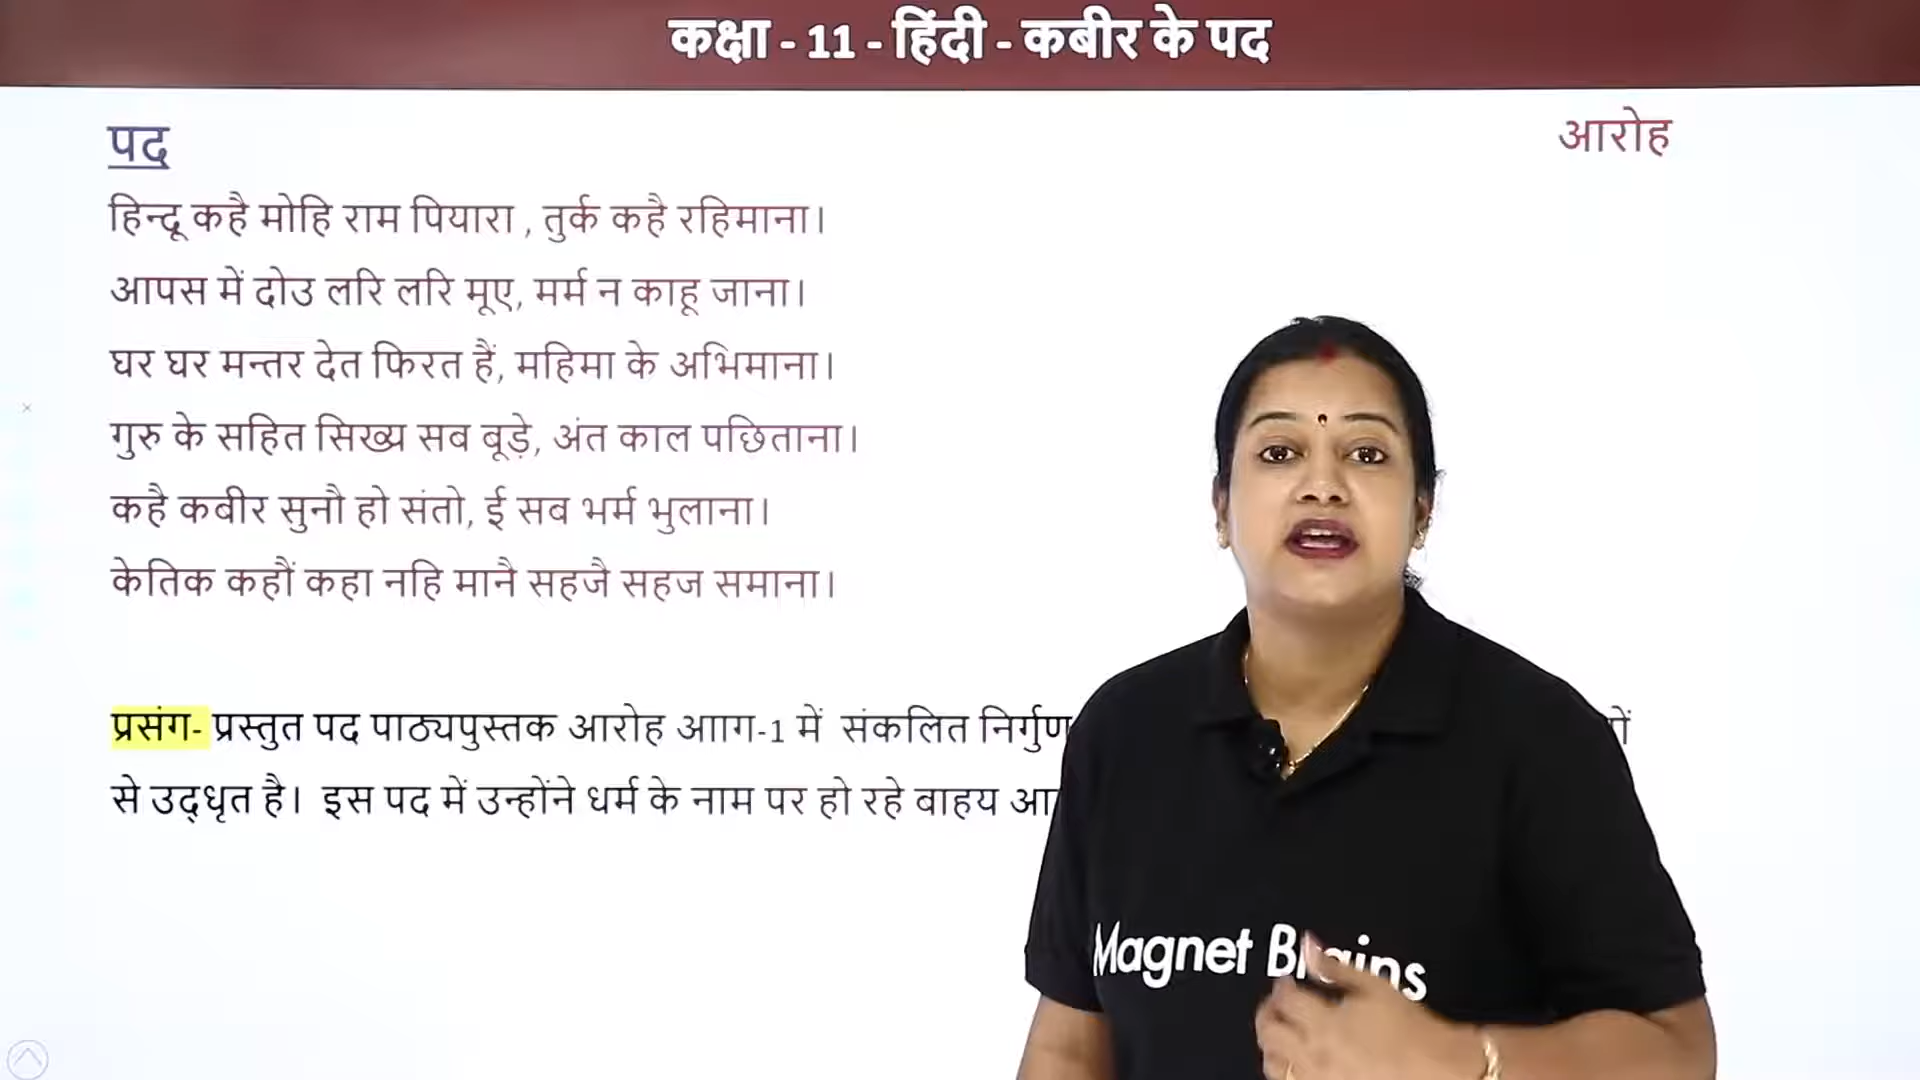 कक्षा - 11 - हिंदी - कबीर के पद
पद
आरोह
हिन्दू कहै मोहि राम पियारा , तुर्क कहै रहिमाना।
आपस में दोउ लरि लरि मूए, मर्म न काहू जाना।
घर घर मन्तर देत फिरत हैं, महिमा के अभिमाना।
गुरु के सहित सिख्य सब बूड़े, अंत काल पछिताना।
कहै कबीर सुनौ हो संतो, ई सब भर्म भुलाना।
केतिक कहौं कहा नहि मानै सहजै सहज समाना।
प्रसंग- प्रस्तुत पद पाठ्यपुस्तक आरोह आाग-1 में संकलित निर्गुण
से उद्धृत है। इस पद में उन्होंने धर्म के नाम पर हो रहे बाहय
Magnet Brains